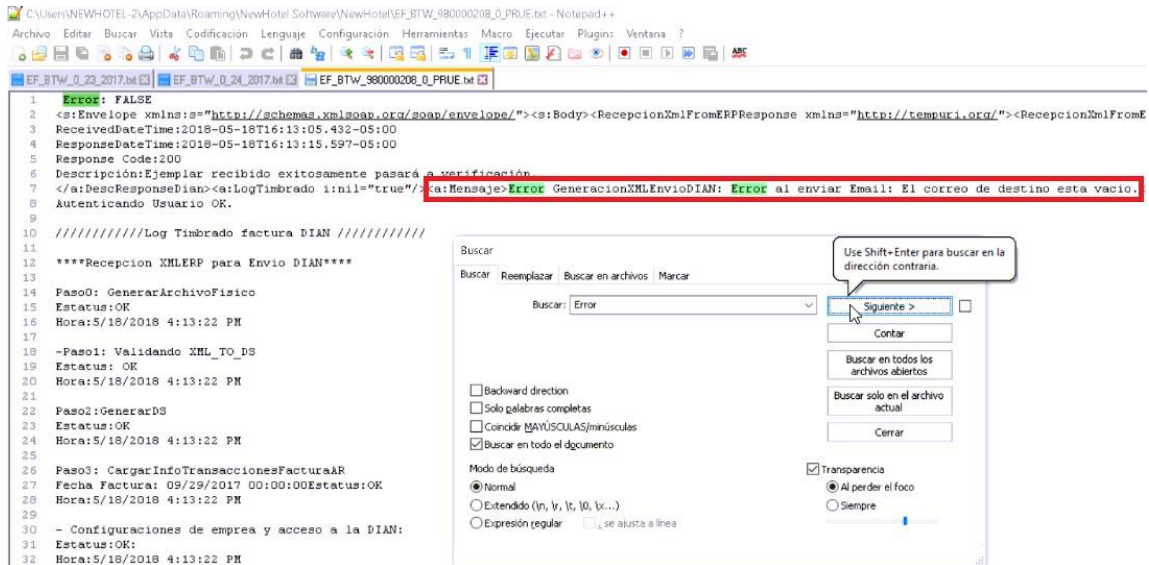 C:\Users\NEWHOTEL-2\AppData\Roaming\NewHotel Software\NewHotel\EF_BTW_980000208_0_PRUE.txt - Notepad++
Archivo Editar Buscar Vista Codificación Lenguaje Configuración Herramientas Macro Ejecutar Plugins Ventana ?
EF_BTW_0_23_2017.txt EF_BTW_0_24_2017.txt EF_BTW_980000208_0_PRUE.txt
1 Error: FALSE
2 <s:Envelope xmlns:s="http://schemas.xmlsoap.org/soap/envelope/"><s:Body><RecepcionXmlFromERPResponse xmlns="http://tempuri.org/"><RecepcionXmlFromE
3 ReceivedDateTime:2018-05-18T16:13:05.432-05:00
4 ResponseDateTime:2018-05-18T16:13:15.597-05:00
5 Response Code:200
6 Descripción:Ejemplar recibido exitosamente pasará a verificación.
7 </a:DescResponseDian><a:LogTimbrado i:nil="true"/><a:Mensaje>Error GeneracionXMLEnvioDIAN: Error al enviar Email: El correo de destino esta vacio.
8 Autenticando Usuario OK.
9
10 ////////////Log Timbrado factura DIAN ////////////
11
12 ****Recepcion XMLERP para Envio DIAN****
13
14 Paso0: GenerarArchivoFisico
15 Estatus:OK
16 Hora:5/18/2018 4:13:22 PM
17
18 -Paso1: Validando XML_TO_DS
19 Estatus: OK
20 Hora:5/18/2018 4:13:22 PM
21
22 Paso2:GenerarDS
23 Estatus:OK
24 Hora:5/18/2018 4:13:22 PM
25
26 Paso3: CargarInfoTransaccionesFacturaAR
27 Fecha Factura: 09/29/2017 00:00:00Estatus:OK
28 Hora:5/18/2018 4:13:22 PM
29
30 - Configuraciones de emprea y acceso a la DIAN:
31 Estatus:OK:
32 Hora:5/18/2018 4:13:22 PM
Buscar
Buscar Reemplazar Buscar en archivos Marcar
Buscar: Error
Use Shift+Enter para buscar en la
dirección contraria.
Siguiente >
Contar
Buscar en todos los
archivos abiertos
Buscar solo en el archivo
actual
Cerrar
Backward direction
Solo palabras completas
Coincidir MAYÚSCULAS/minúsculas
Buscar en todo el documento
Modo de búsqueda
Normal
Extendido (\n, \r, \t, \0, \x...)
Expresión regular . se ajusta a línea
Transparencia
Al perder el foco
Siempre